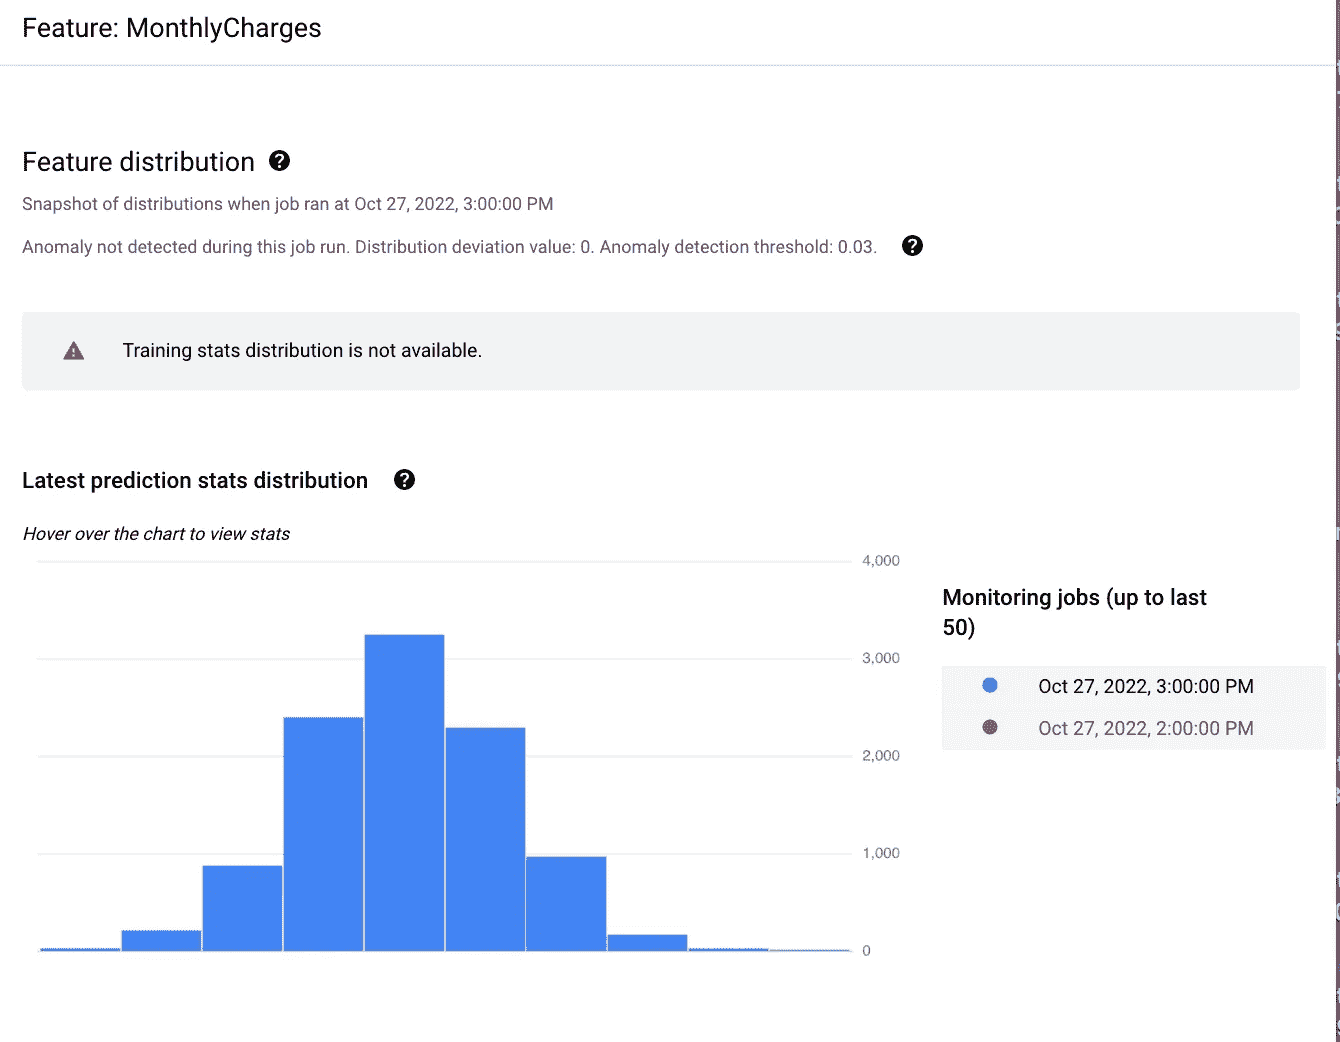 Feature: MonthlyCharges
Feature distribution
Snapshot of distributions when job ran at Oct 27, 2022, 3:00:00 PM
Anomaly not detected during this job run. Distribution deviation value: 0. Anomaly detection threshold: 0.03.
Training stats distribution is not available.
Latest prediction stats distribution
Hover over the chart to view stats
4,000
3,000
2,000
1,000
0
Monitoring jobs (up to last
50)
Oct 27, 2022, 3:00:00 PM
Oct 27, 2022, 2:00:00 PM